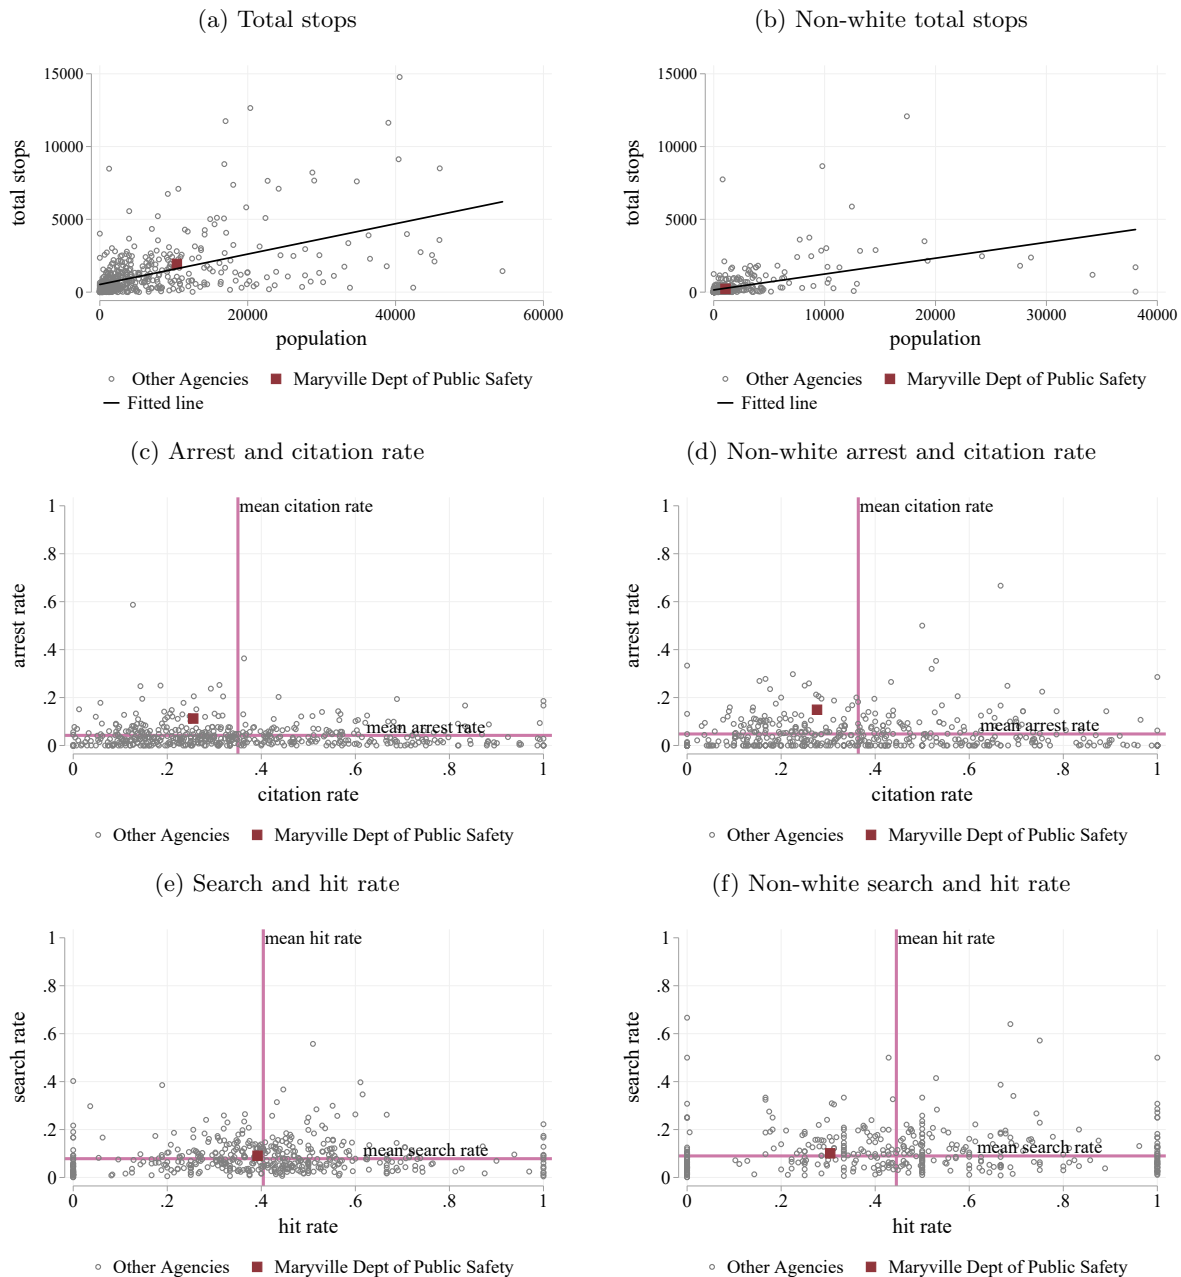 (a) Total stops
15000
10000
5000
0
total stops
0 20000 40000 60000
population
Other Agencies Maryville Dept of Public Safety
Fitted line
(b) Non-white total stops
15000
10000
5000
0
total stops
0 10000 20000 30000 40000
population
Other Agencies Maryville Dept of Public Safety
Fitted line
(c) Arrest and citation rate
mean citation rate
1
.8
.6
.4
.2
0
arrest rate
mean arrest rate
0 .2 .4 .6 .8 1
citation rate
Other Agencies Maryville Dept of Public Safety
(d) Non-white arrest and citation rate
mean citation rate
1
.8
.6
.4
.2
0
arrest rate
mean arrest rate
0 .2 .4 .6 .8 1
citation rate
Other Agencies Maryville Dept of Public Safety
(e) Search and hit rate
mean hit rate
1
.8
.6
.4
.2
0
search rate
mean search rate
0 .2 .4 .6 .8 1
hit rate
Other Agencies Maryville Dept of Public Safety
(f) Non-white search and hit rate
mean hit rate
1
.8
.6
.4
.2
0
search rate
mean search rate
0 .2 .4 .6 .8 1
hit rate
Other Agencies Maryville Dept of Public Safety